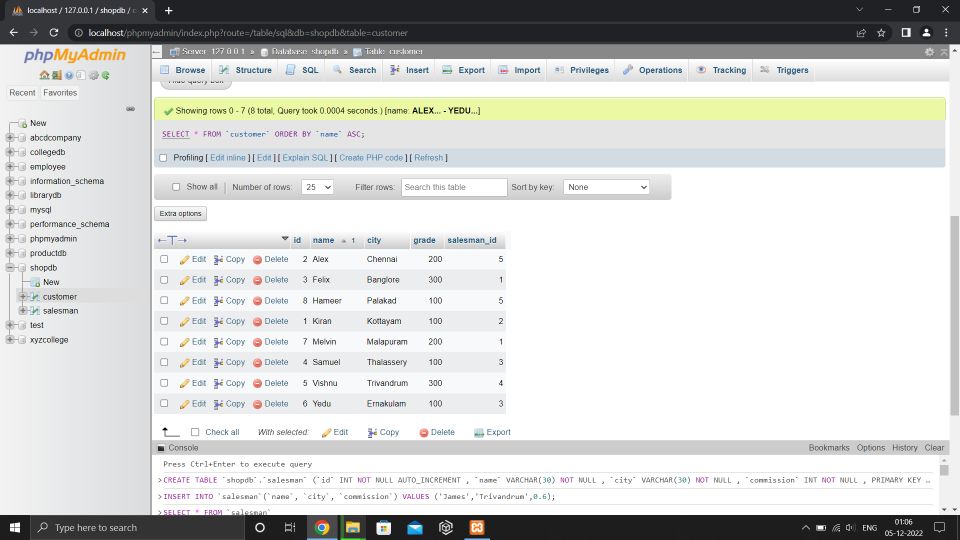 localhost / 127.0.0.1 / shopdb / c
localhost/phpmyadmin/index.php?route=/table/sql&db=shopdb&table=customer
phpMyAdmin
Recent Favorites
New
abcdcompany
collegedb
employee
information_schema
librarydb
mysql
performance_schema
phpmyadmin
productdb
shopdb
New
customer
salesman
test
xyzcollege
Server: 127.0.0.1 » Database: shopdb » Table: customer
Browse Structure SQL Search Insert Export Import Privileges Operations Tracking Triggers
Hide query box
Showing rows 0 - 7 (8 total, Query took 0.0004 seconds.) [name: ALEX... - YEDU...]
SELECT * FROM `customer` ORDER BY `name` ASC;
Profiling [ Edit inline ] [ Edit ] [ Explain SQL ] [ Create PHP code ] [ Refresh ]
Show all Number of rows: 25 Filter rows: Search this table Sort by key: None
Extra options
←T→ id name 1 city grade salesman_id
Edit Copy Delete 2 Alex Chennai 200 5
Edit Copy Delete 3 Felix Banglore 300 1
Edit Copy Delete 8 Hameer Palakad 100 5
Edit Copy Delete 1 Kiran Kottayam 100 2
Edit Copy Delete 7 Melvin Malapuram 200 1
Edit Copy Delete 4 Samuel Thalassery 100 3
Edit Copy Delete 5 Vishnu Trivandrum 300 4
Edit Copy Delete 6 Yedu Ernakulam 100 3
Check all With selected: Edit Copy Delete Export
Console Bookmarks Options History Clear
Press Ctrl+Enter to execute query
>CREATE TABLE `shopdb`.`salesman` (`id` INT NOT NULL AUTO_INCREMENT , `name` VARCHAR(30) NOT NULL , `city` VARCHAR(30) NOT NULL , `commission` INT NOT NULL , PRIMARY KEY …
>INSERT INTO `salesman`(`name`, `city`, `commission`) VALUES ('James','Trivandrum',0.6);
>SELECT * FROM `salesman`
Type here to search
ENG
01:06
05-12-2022